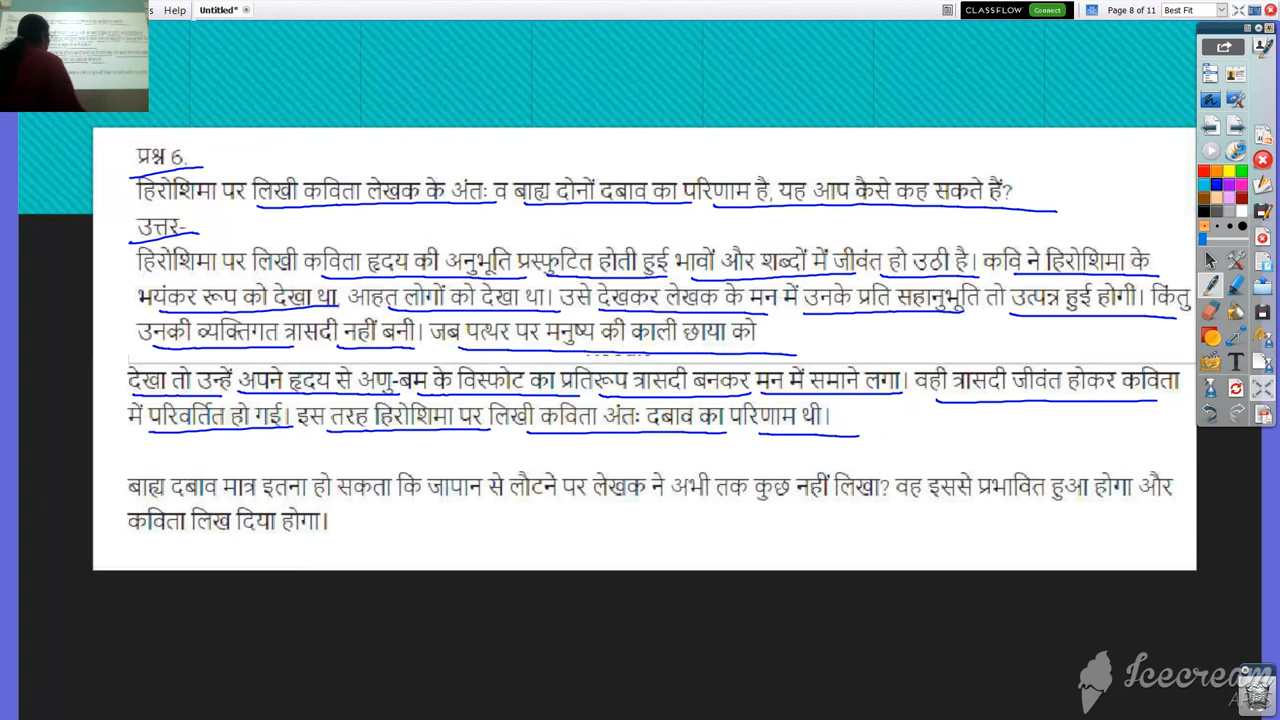 s Help Untitled* CLASSFLOW Connect Page 8 of 11 Best Fit
प्रश्न 6.
हिरोशिमा पर लिखी कविता लेखक के अंतः व बाह्य दोनों दबाव का परिणाम है, यह आप कैसे कह सकते हैं?
उत्तर-
हिरोशिमा पर लिखी कविता हृदय की अनुभूति प्रस्फुटित होती हुई भावों और शब्दों में जीवंत हो उठी है। कवि ने हिरोशिमा के
भयंकर रूप को देखा था आहत लोगों को देखा था। उसे देखकर लेखक के मन में उनके प्रति सहानुभूति तो उत्पन्न हुई होगी। किंतु
उनकी व्यक्तिगत त्रासदी नहीं बनी। जब पत्थर पर मनुष्य की काली छाया को
देखा तो उन्हें अपने हृदय से अणु-बम के विस्फोट का प्रतिरूप त्रासदी बनकर मन में समाने लगा। वही त्रासदी जीवंत होकर कविता
में परिवर्तित हो गई। इस तरह हिरोशिमा पर लिखी कविता अंतः दबाव का परिणाम थी।
बाह्य दबाव मात्र इतना हो सकता कि जापान से लौटने पर लेखक ने अभी तक कुछ नहीं लिखा? वह इससे प्रभावित हुआ होगा और
कविता लिख दिया होगा।
Icecream
APPS